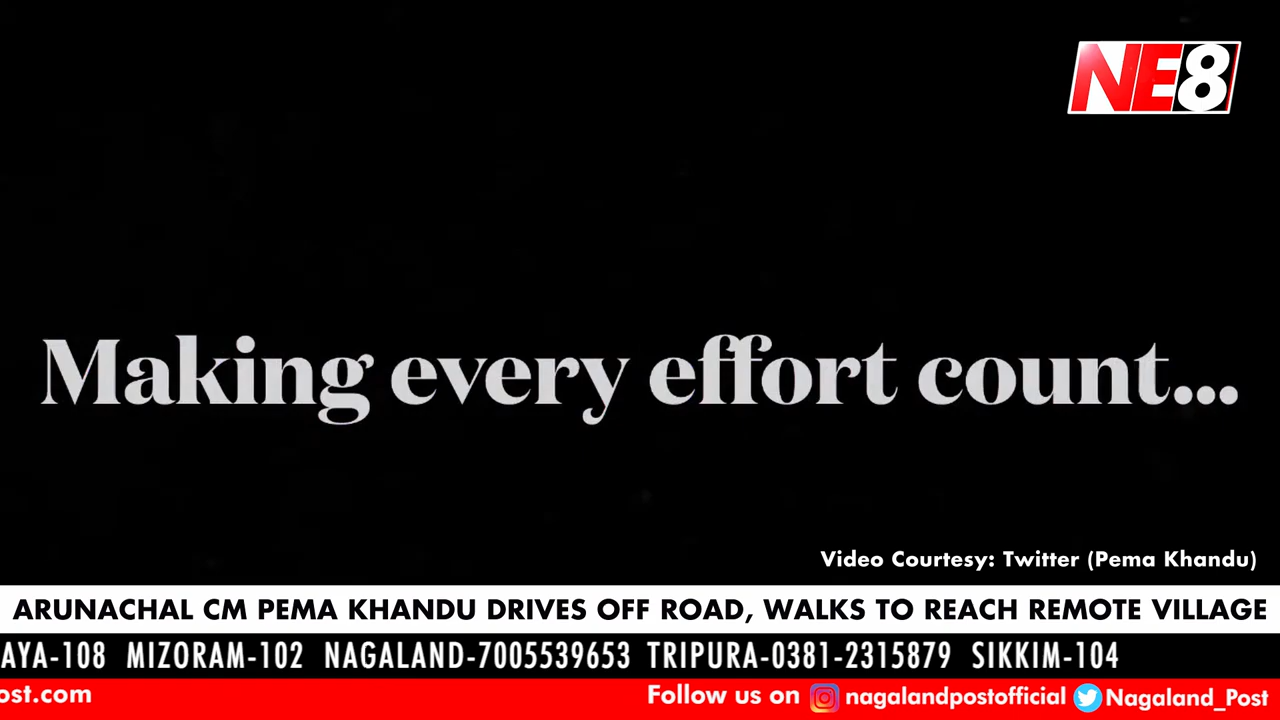 NE8
Making every effort count...
Video Courtesy: Twitter (Pema Khandu)
ARUNACHAL CM PEMA KHANDU DRIVES OFF ROAD, WALKS TO REACH REMOTE VILLAGE
AYA-108 MIZORAM-102 NAGALAND-7005539653 TRIPURA-0381-2315879 SIKKIM-104
ost.com Follow us on nagalandpostofficial Nagaland_Post